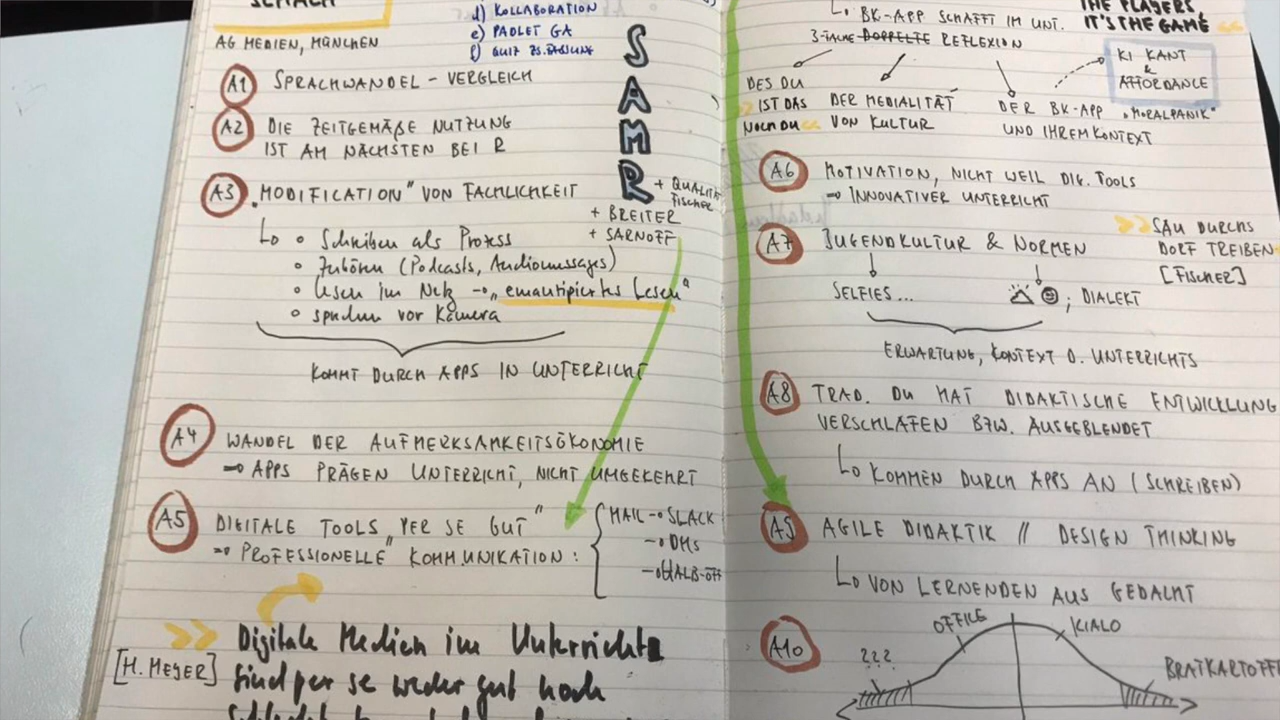 SCHACH
AG MEDIEN, MÜNCHEN
d) KOLLABORATION
e) PADLET GA
f) QUIZ ZS.FASSUNG
S
A
M
R
+ QUALITÄT
FISCHER
+ BREITER
+ SARNOFF
A1 SPRACHWANDEL – VERGLEICH
A2 DIE ZEITGEMÄßE NUTZUNG
IST AM NÄCHSTEN BEI R
A3 „MODIFICATION" VON FACHLICHKEIT
Schreiben als Prozess
Zuhören (Podcasts, Audiomessages)
Lesen im Netz → „emantipiertes Lesen"
sprechen vor Kamera
KOMMT DURCH APPS IN UNTERRICHT
A4 WANDEL DER AUFMERKSAMKEITSÖKONOMIE
→ APPS PRÄGEN UNTERRICHT, NICHT UMGEKEHRT
A5 DIGITALE TOOLS „PER SE GUT"
→ „PROFESSIONELLE" KOMMUNIKATION :
MAIL → SLACK
→ DMs
→ HALB-ÖFF
[H. MEYER]
Digitale Medien im Unterricht
sind per se weder gut noch
THE PLAYERS,
IT'S THE GAME
BK-APP SCHAFFT IM UNT.
3-FACHE DOPPELTE REFLEXION
DES DU
IST DAS
NOCH DU
DER MEDIALITÄT
VON KULTUR
DER BK-APP
UND IHREM KONTEXT
KI KANT
&
AFFORDANCE
„MORALPANIK"
A6 MOTIVATION, NICHT WEIL DIG. TOOLS
→ INNOVATIVER UNTERRICHT
A7 JUGENDKULTUR & NORMEN
SAU DURCHS
DORF TREIBEN
[FISCHER]
SELFIES...
; DIALEKT
ERWARTUNG, KONTEXT D. UNTERRICHTS
A8 TRAD. DU HAT DIDAKTISCHE ENTWICKLUNG
VERSCHLAFEN BZW. AUSGEBLENDET
KOMMEN DURCH APPS AN (SCHREIBEN)
A9 AGILE DIDAKTIK // DESIGN THINKING
VON LERNENDEN AUS GEDACHT
A10
???
OFFICE
KIALO
BRATKARTOFF